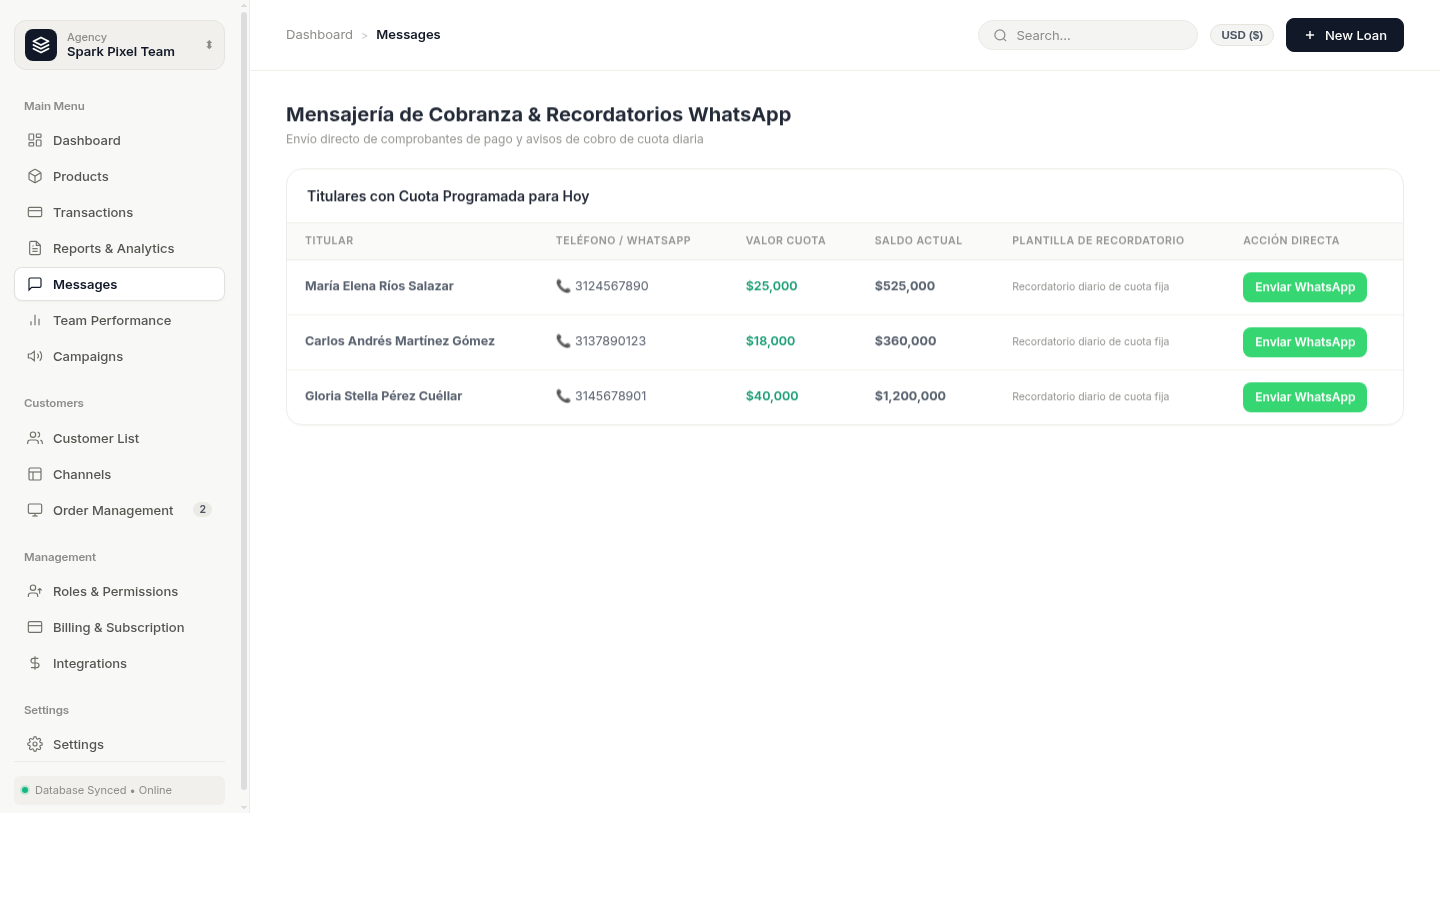 Agency
Spark Pixel Team
Main Menu
Dashboard
Products
Transactions
Reports & Analytics
Messages
Team Performance
Campaigns
Customers
Customer List
Channels
Order Management 2
Management
Roles & Permissions
Billing & Subscription
Integrations
Settings
Settings
Database Synced • Online
Dashboard > Messages
Search...
USD ($)
+ New Loan
Mensajería de Cobranza & Recordatorios WhatsApp
Envío directo de comprobantes de pago y avisos de cobro de cuota diaria
Titulares con Cuota Programada para Hoy
TITULAR TELÉFONO / WHATSAPP VALOR CUOTA SALDO ACTUAL PLANTILLA DE RECORDATORIO ACCIÓN DIRECTA
María Elena Ríos Salazar 📞 3124567890 $25,000 $525,000 Recordatorio diario de cuota fija Enviar WhatsApp
Carlos Andrés Martínez Gómez 📞 3137890123 $18,000 $360,000 Recordatorio diario de cuota fija Enviar WhatsApp
Gloria Stella Pérez Cuéllar 📞 3145678901 $40,000 $1,200,000 Recordatorio diario de cuota fija Enviar WhatsApp